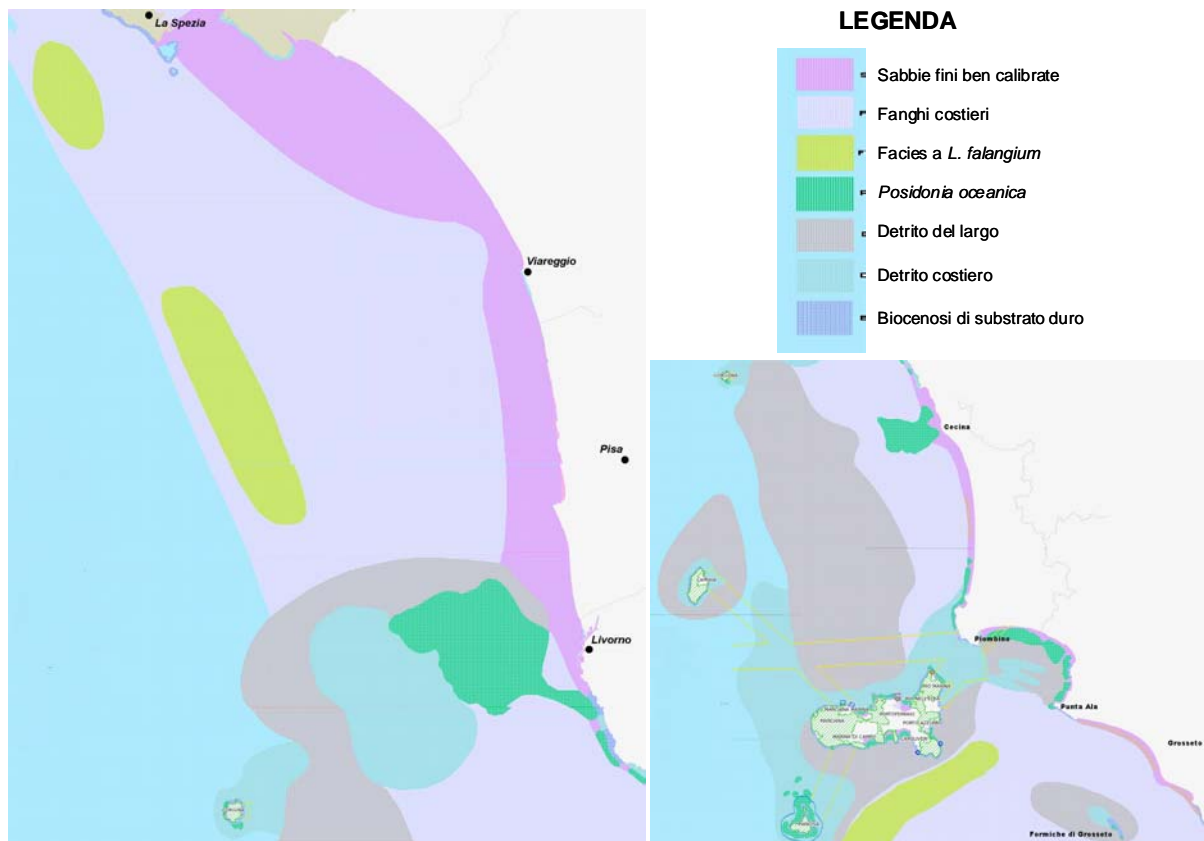 La Spezia
Viareggio
Pisa
Livorno
LEGENDA
Sabbie fini ben calibrate
Fanghi costieri
Facies a L. falangium
Posidonia oceanica
Detrito del largo
Detrito costiero
Biocenosi di substrato duro
Cecina
Piombino
Punta Ala
Grosseto
Formiche di Grosseto